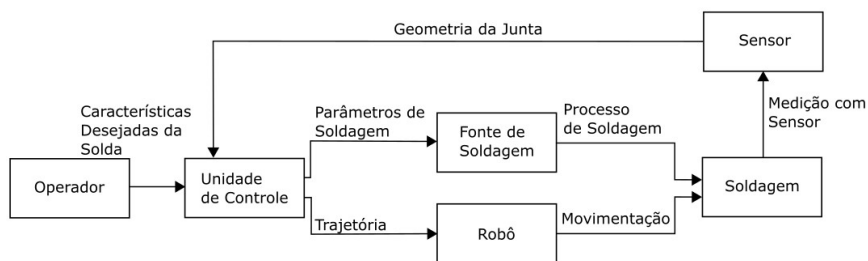 Geometria da Junta
Sensor
Características
Desejadas da
Solda
Parâmetros de
Soldagem
Processo
de Soldagem
Medição com
Sensor
Fonte de
Soldagem
Operador
Unidade
de Controle
Soldagem
Trajetória
Robô
Movimentação